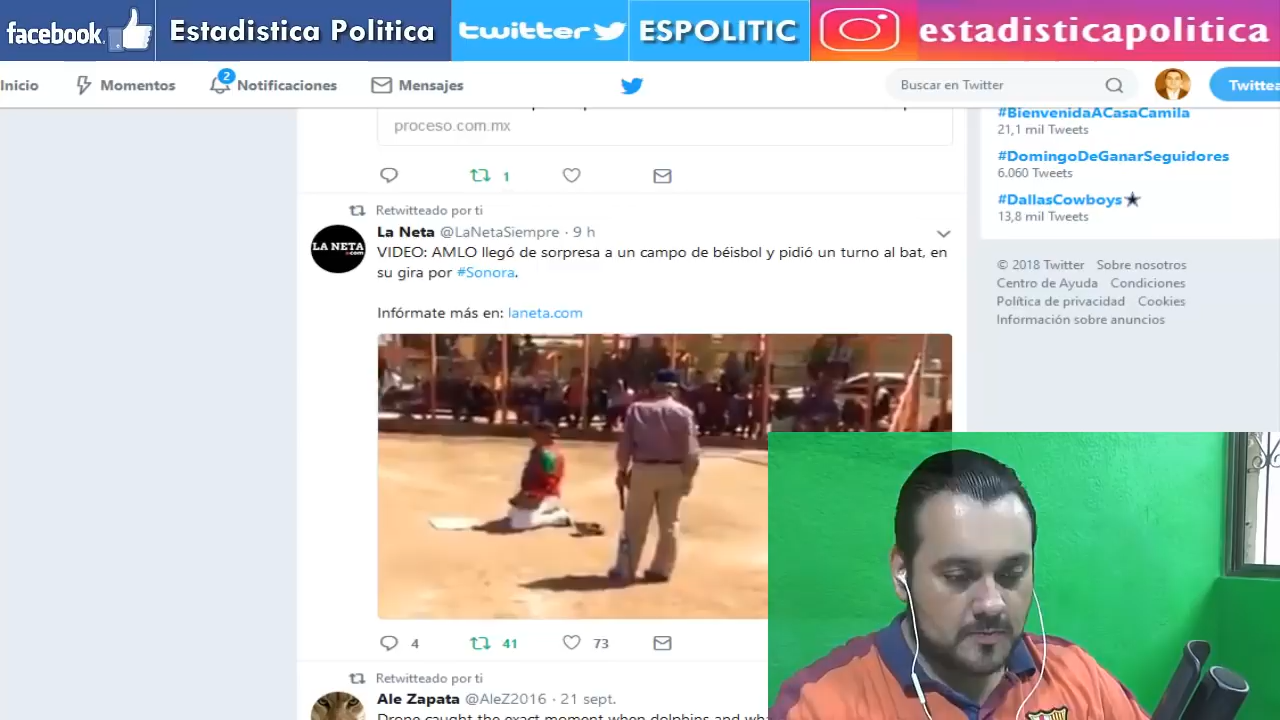 facebook. Estadistica Politica twitter ESPOLITIC estadisticapolitica
Inicio Momentos 2 Notificaciones Mensajes Buscar en Twitter Twittea
proceso.com.mx
1
Retwitteado por ti
La Neta @LaNetaSiempre · 9 h
LA NETA
.com
VIDEO: AMLO llegó de sorpresa a un campo de béisbol y pidió un turno al bat, en
su gira por #Sonora.
Infórmate más en: laneta.com
4 41 73
Retwitteado por ti
Ale Zapata @AleZ2016 · 21 sept.
Drone caught the exact moment when dolphins and wha
#BienvenidaACasaCamila
21,1 mil Tweets
#DomingoDeGanarSeguidores
6.060 Tweets
#DallasCowboys
13,8 mil Tweets
© 2018 Twitter Sobre nosotros
Centro de Ayuda Condiciones
Política de privacidad Cookies
Información sobre anuncios